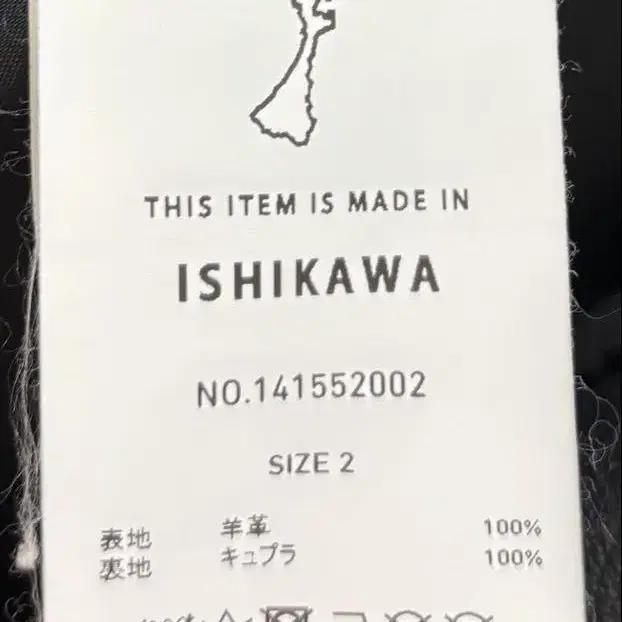 THIS ITEM IS MADE IN
ISHIKAWA
NO.141552002
SIZE 2
表地 羊革 100%
裏地 キュプラ 100%